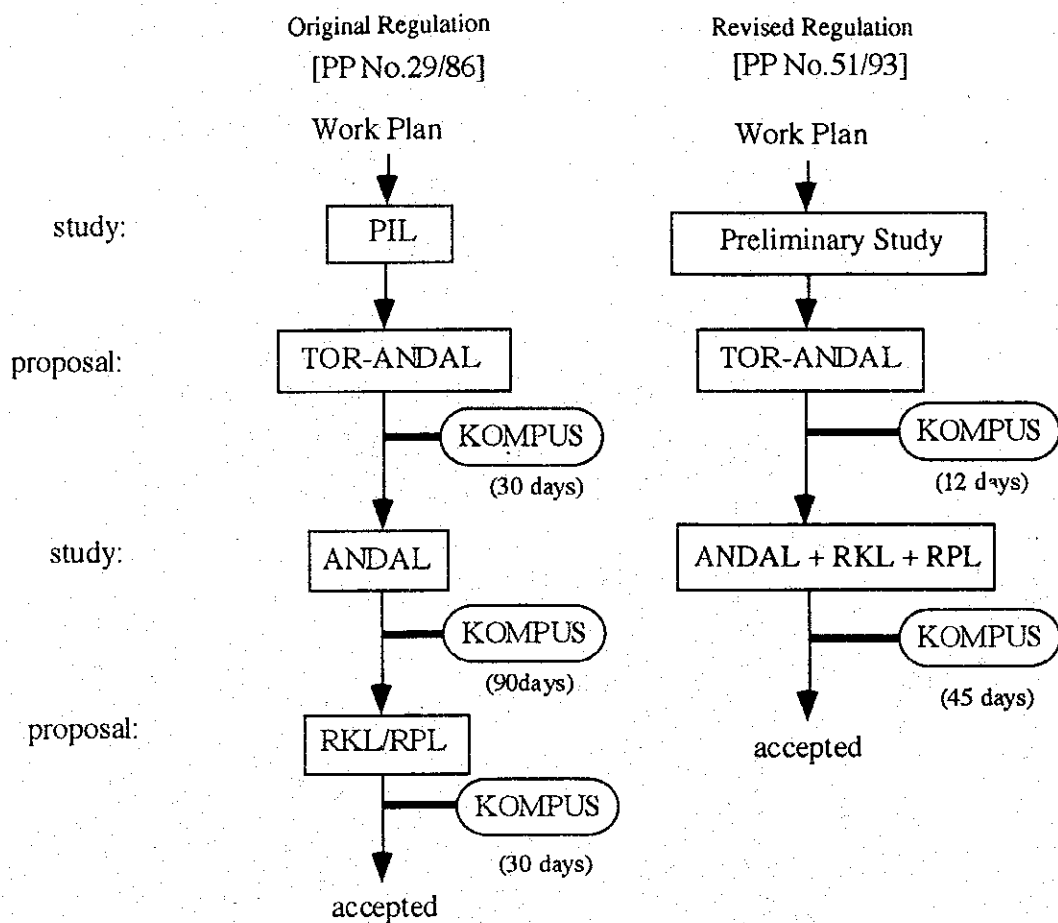 Original Regulation
[PP No.29/86]
Revised Regulation
[PP No.51/93]
Work Plan
Work Plan
study:
PIL
Preliminary Study
proposal:
TOR-ANDAL
TOR-ANDAL
KOMPUS
(30 days)
KOMPUS
(12 days)
study:
ANDAL
ANDAL + RKL + RPL
KOMPUS
(90days)
KOMPUS
(45 days)
proposal:
RKL/RPL
accepted
KOMPUS
(30 days)
accepted